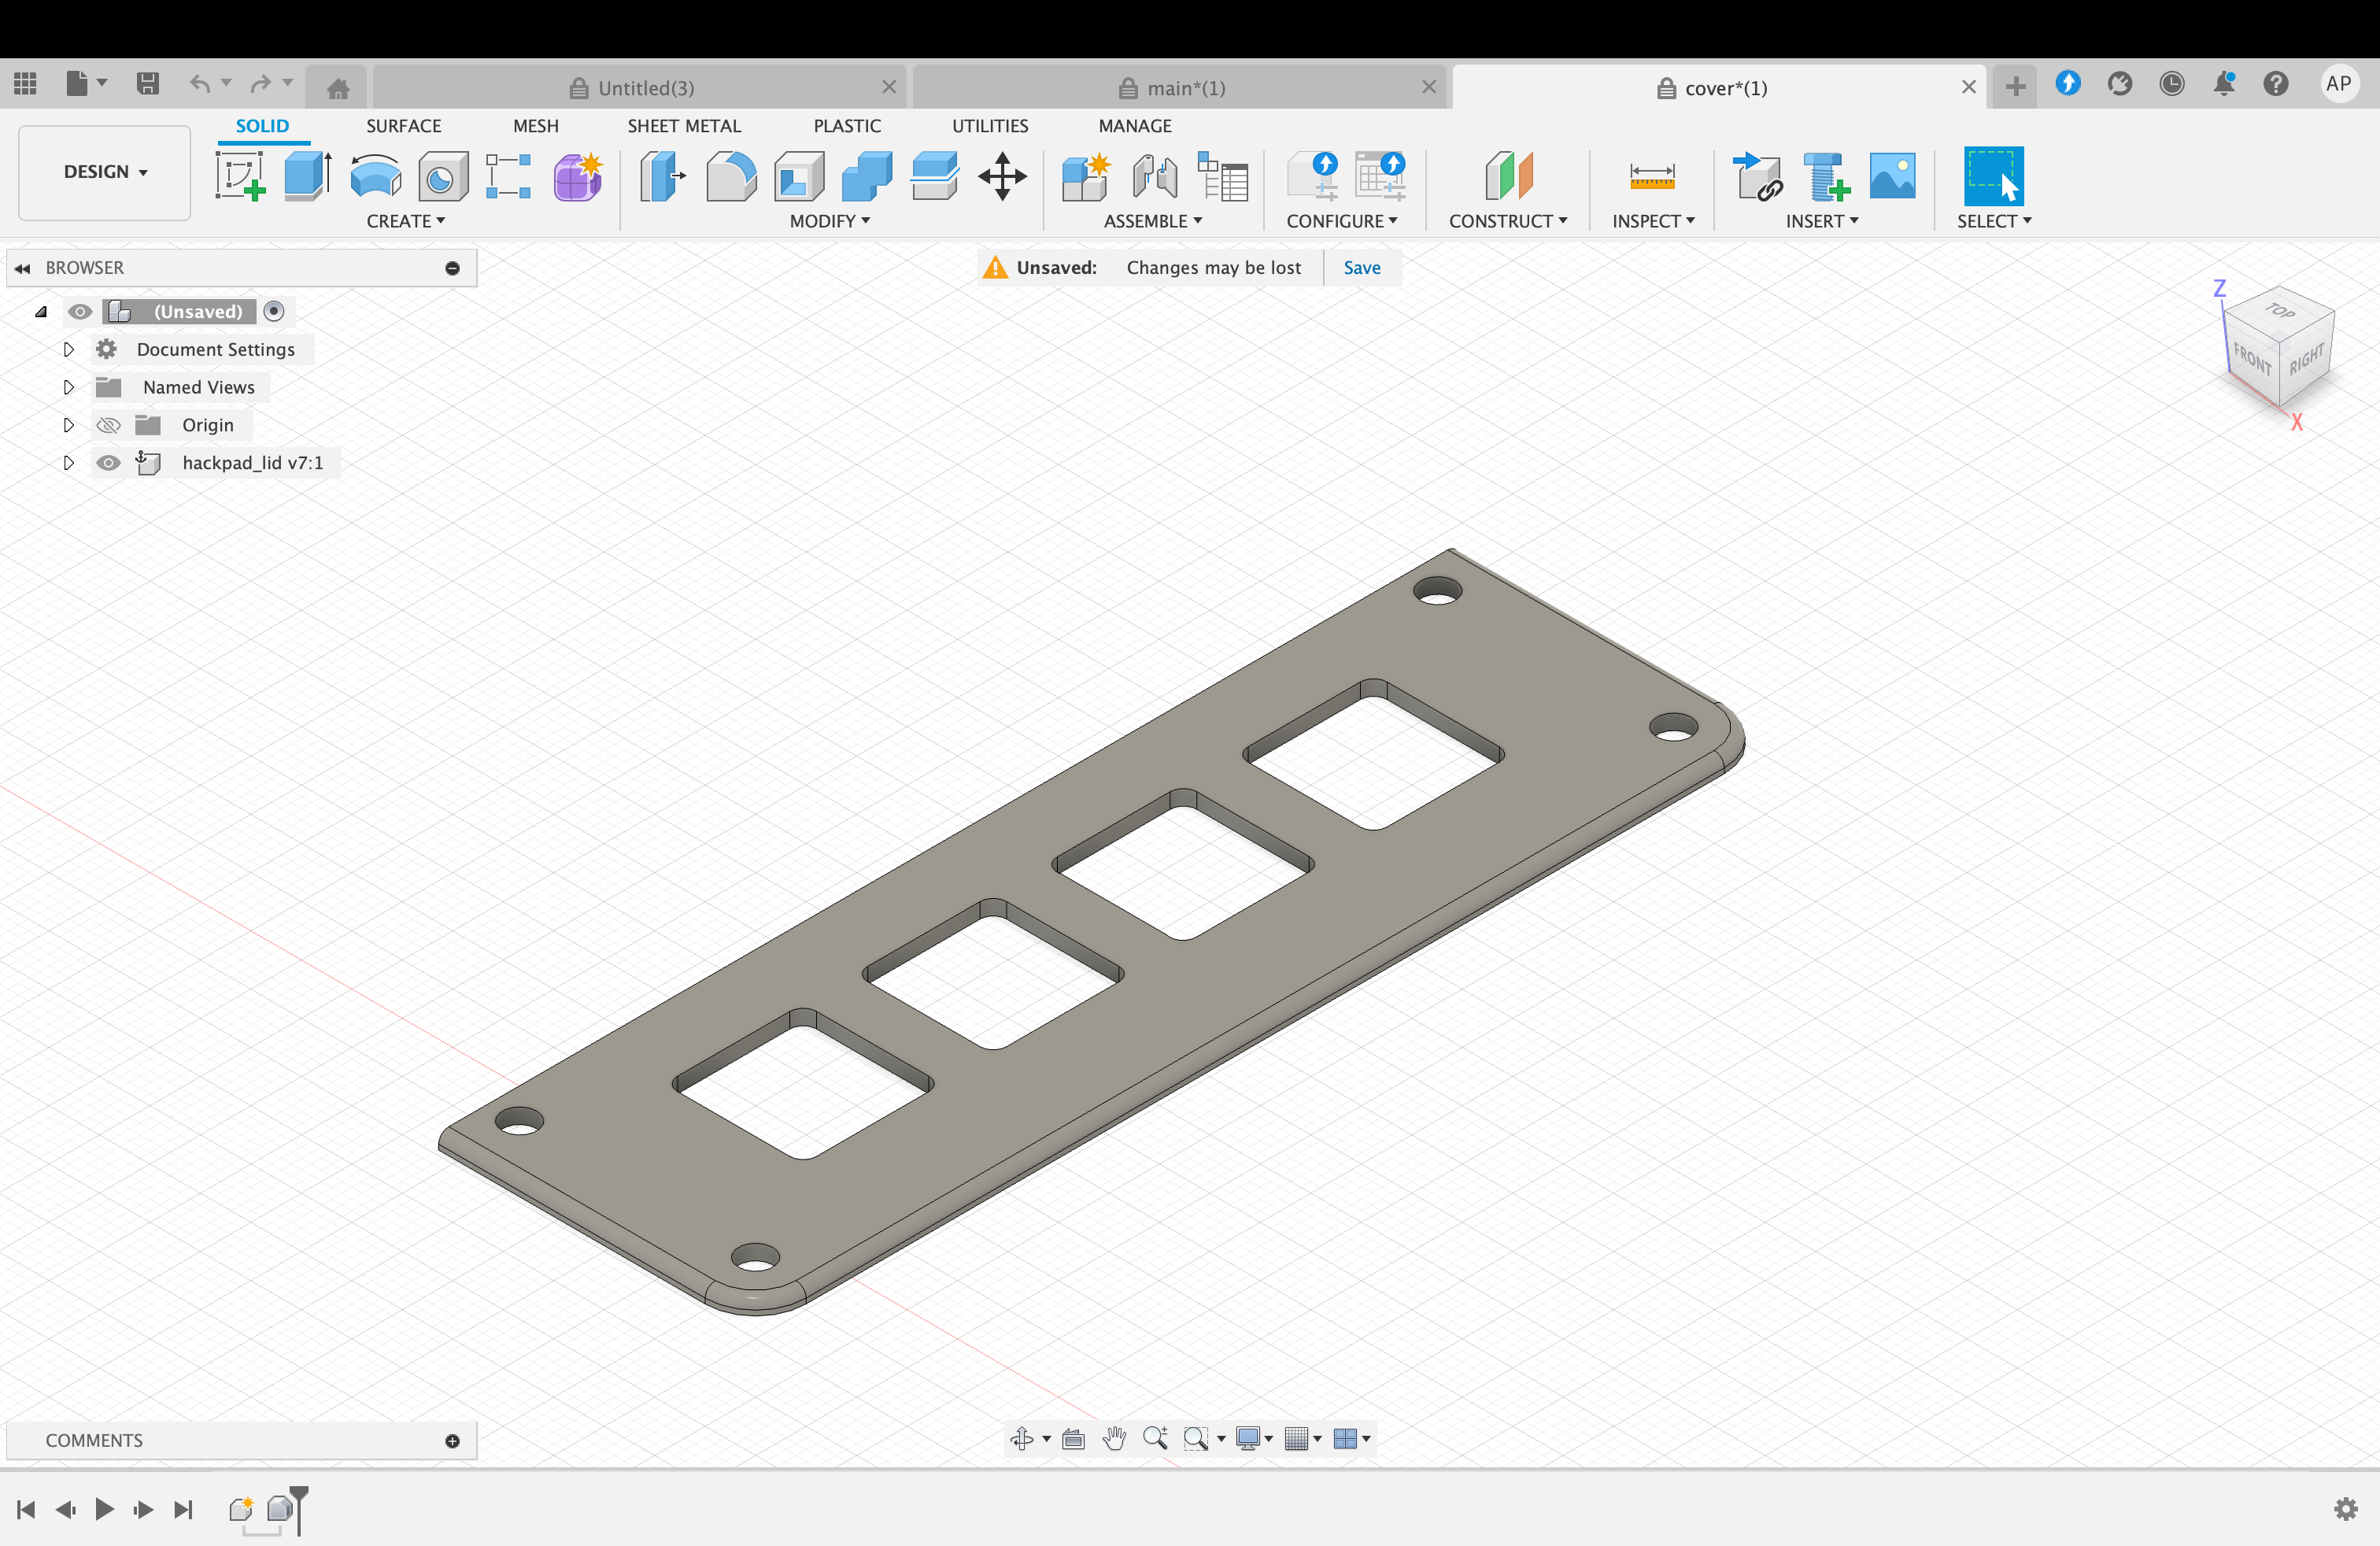 Untitled(3)
main*(1)
cover*(1)
AP
DESIGN
SOLID
SURFACE
MESH
SHEET METAL
PLASTIC
UTILITIES
MANAGE
CREATE
MODIFY
ASSEMBLE
CONFIGURE
CONSTRUCT
INSPECT
INSERT
SELECT
BROWSER
Unsaved: Changes may be lost Save
(Unsaved)
Document Settings
Named Views
Origin
hackpad_lid v7:1
Z
TOP
FRONT
RIGHT
X
COMMENTS